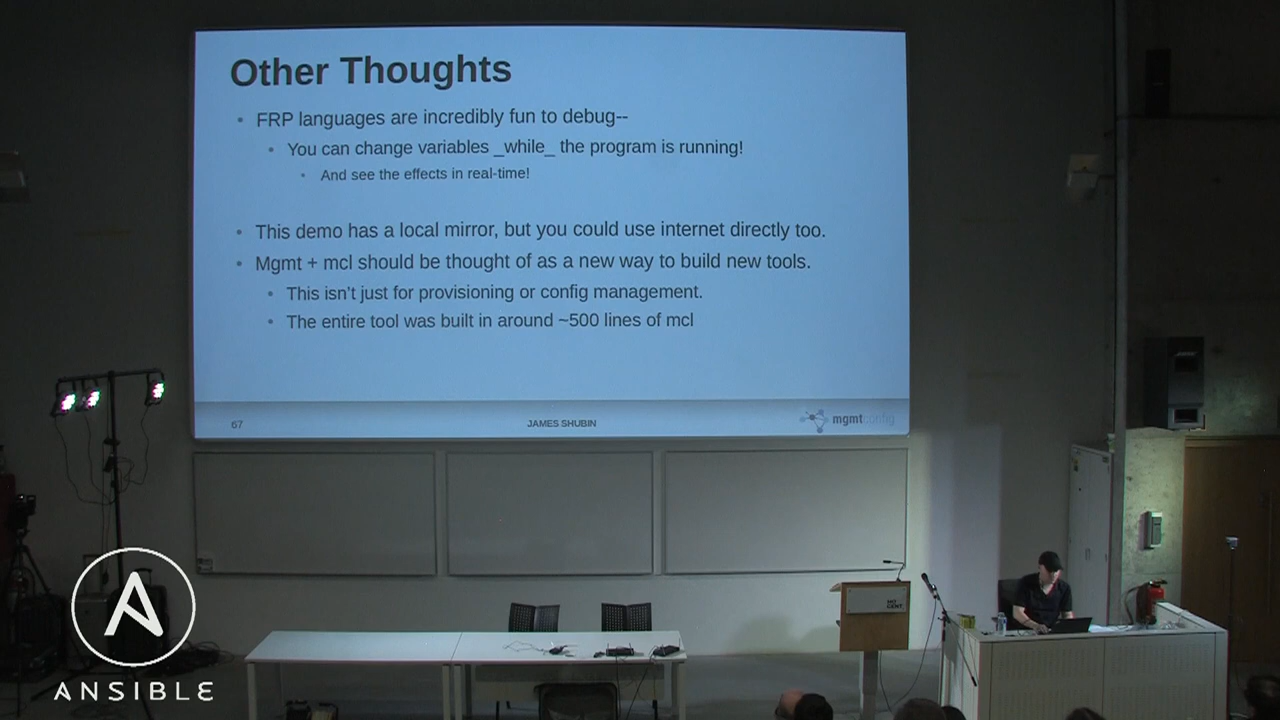 Other Thoughts
FRP languages are incredibly fun to debug--
You can change variables _while_ the program is running!
And see the effects in real-time!
This demo has a local mirror, but you could use internet directly too.
Mgmt + mcl should be thought of as a new way to build new tools.
This isn't just for provisioning or config management.
The entire tool was built in around ~500 lines of mcl
67
JAMES SHUBIN
mgmtconfig
ANSIBLE